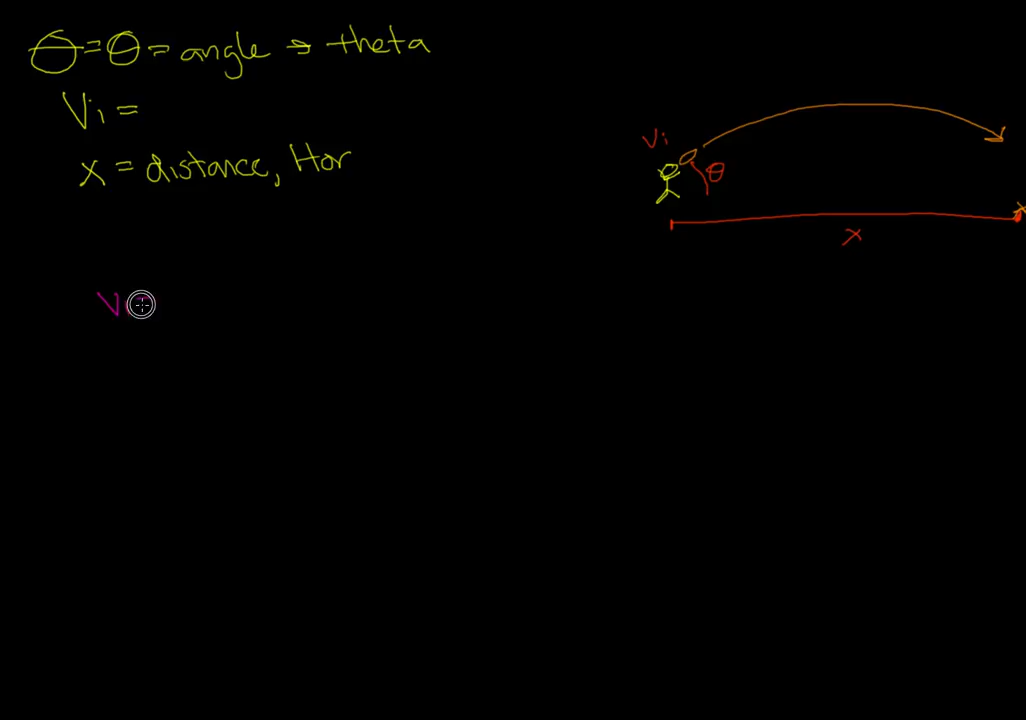 Θ = θ = angle → theta
Vi =
x = distance, Hor
Vi
θ
x
V